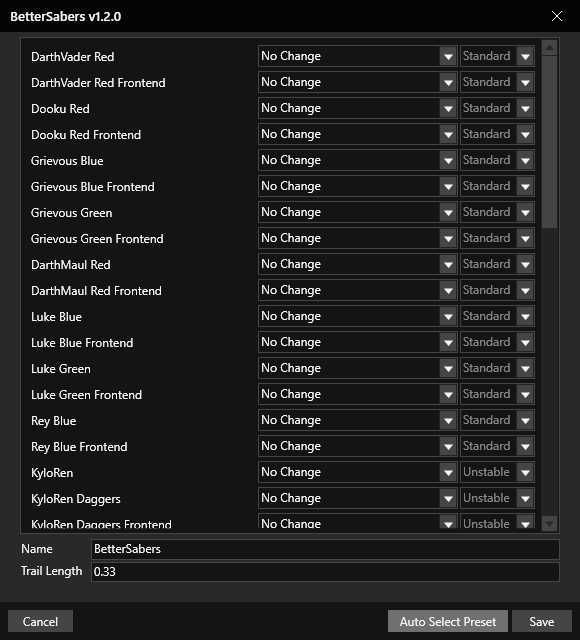 BetterSabers v1.2.0
DarthVader Red No Change Standard
DarthVader Red Frontend No Change Standard
Dooku Red No Change Standard
Dooku Red Frontend No Change Standard
Grievous Blue No Change Standard
Grievous Blue Frontend No Change Standard
Grievous Green No Change Standard
Grievous Green Frontend No Change Standard
DarthMaul Red No Change Standard
DarthMaul Red Frontend No Change Standard
Luke Blue No Change Standard
Luke Blue Frontend No Change Standard
Luke Green No Change Standard
Luke Green Frontend No Change Standard
Rey Blue No Change Standard
Rey Blue Frontend No Change Standard
KyloRen No Change Unstable
KyloRen Daggers No Change Unstable
KyloRen Daggers Frontend No Change Unstable
Name BetterSabers
Trail Length 0.33
Cancel Auto Select Preset Save